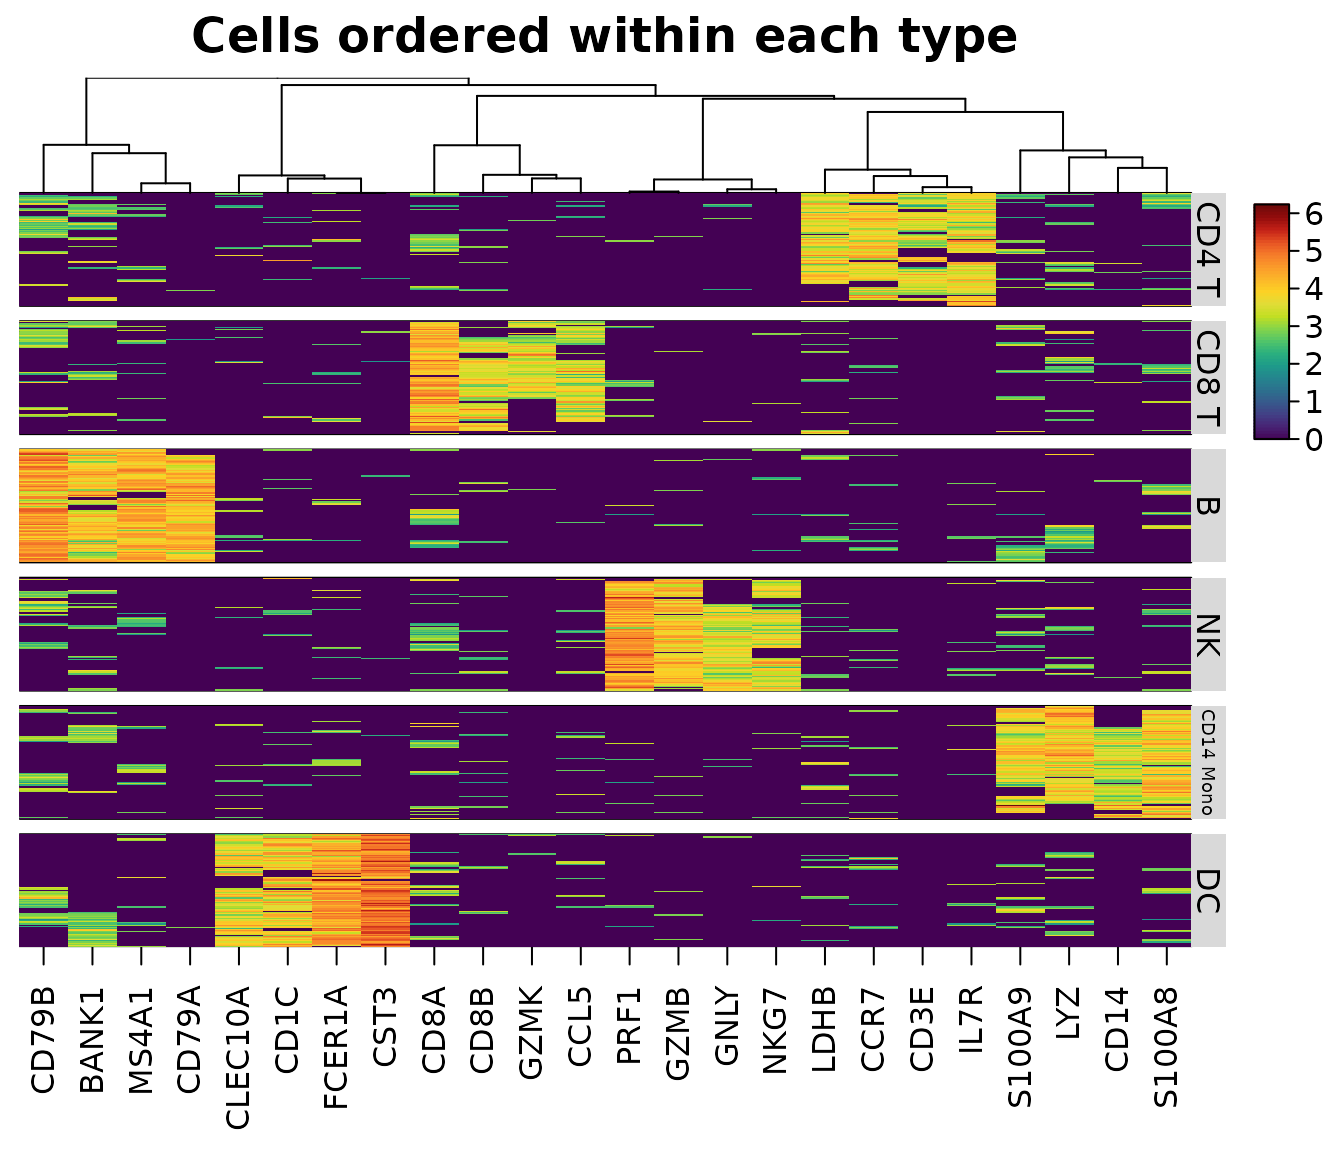 Cells ordered within each type
CD4 T
CD8 T
B
NK
CD14 Mono
DC
6
5
4
3
2
1
0
CD79B
BANK1
MS4A1
CD79A
CLEC10A
CD1C
FCER1A
CST3
CD8A
CD8B
GZMK
CCL5
PRF1
GZMB
GNLY
NKG7
LDHB
CCR7
CD3E
IL7R
S100A9
LYZ
CD14
S100A8